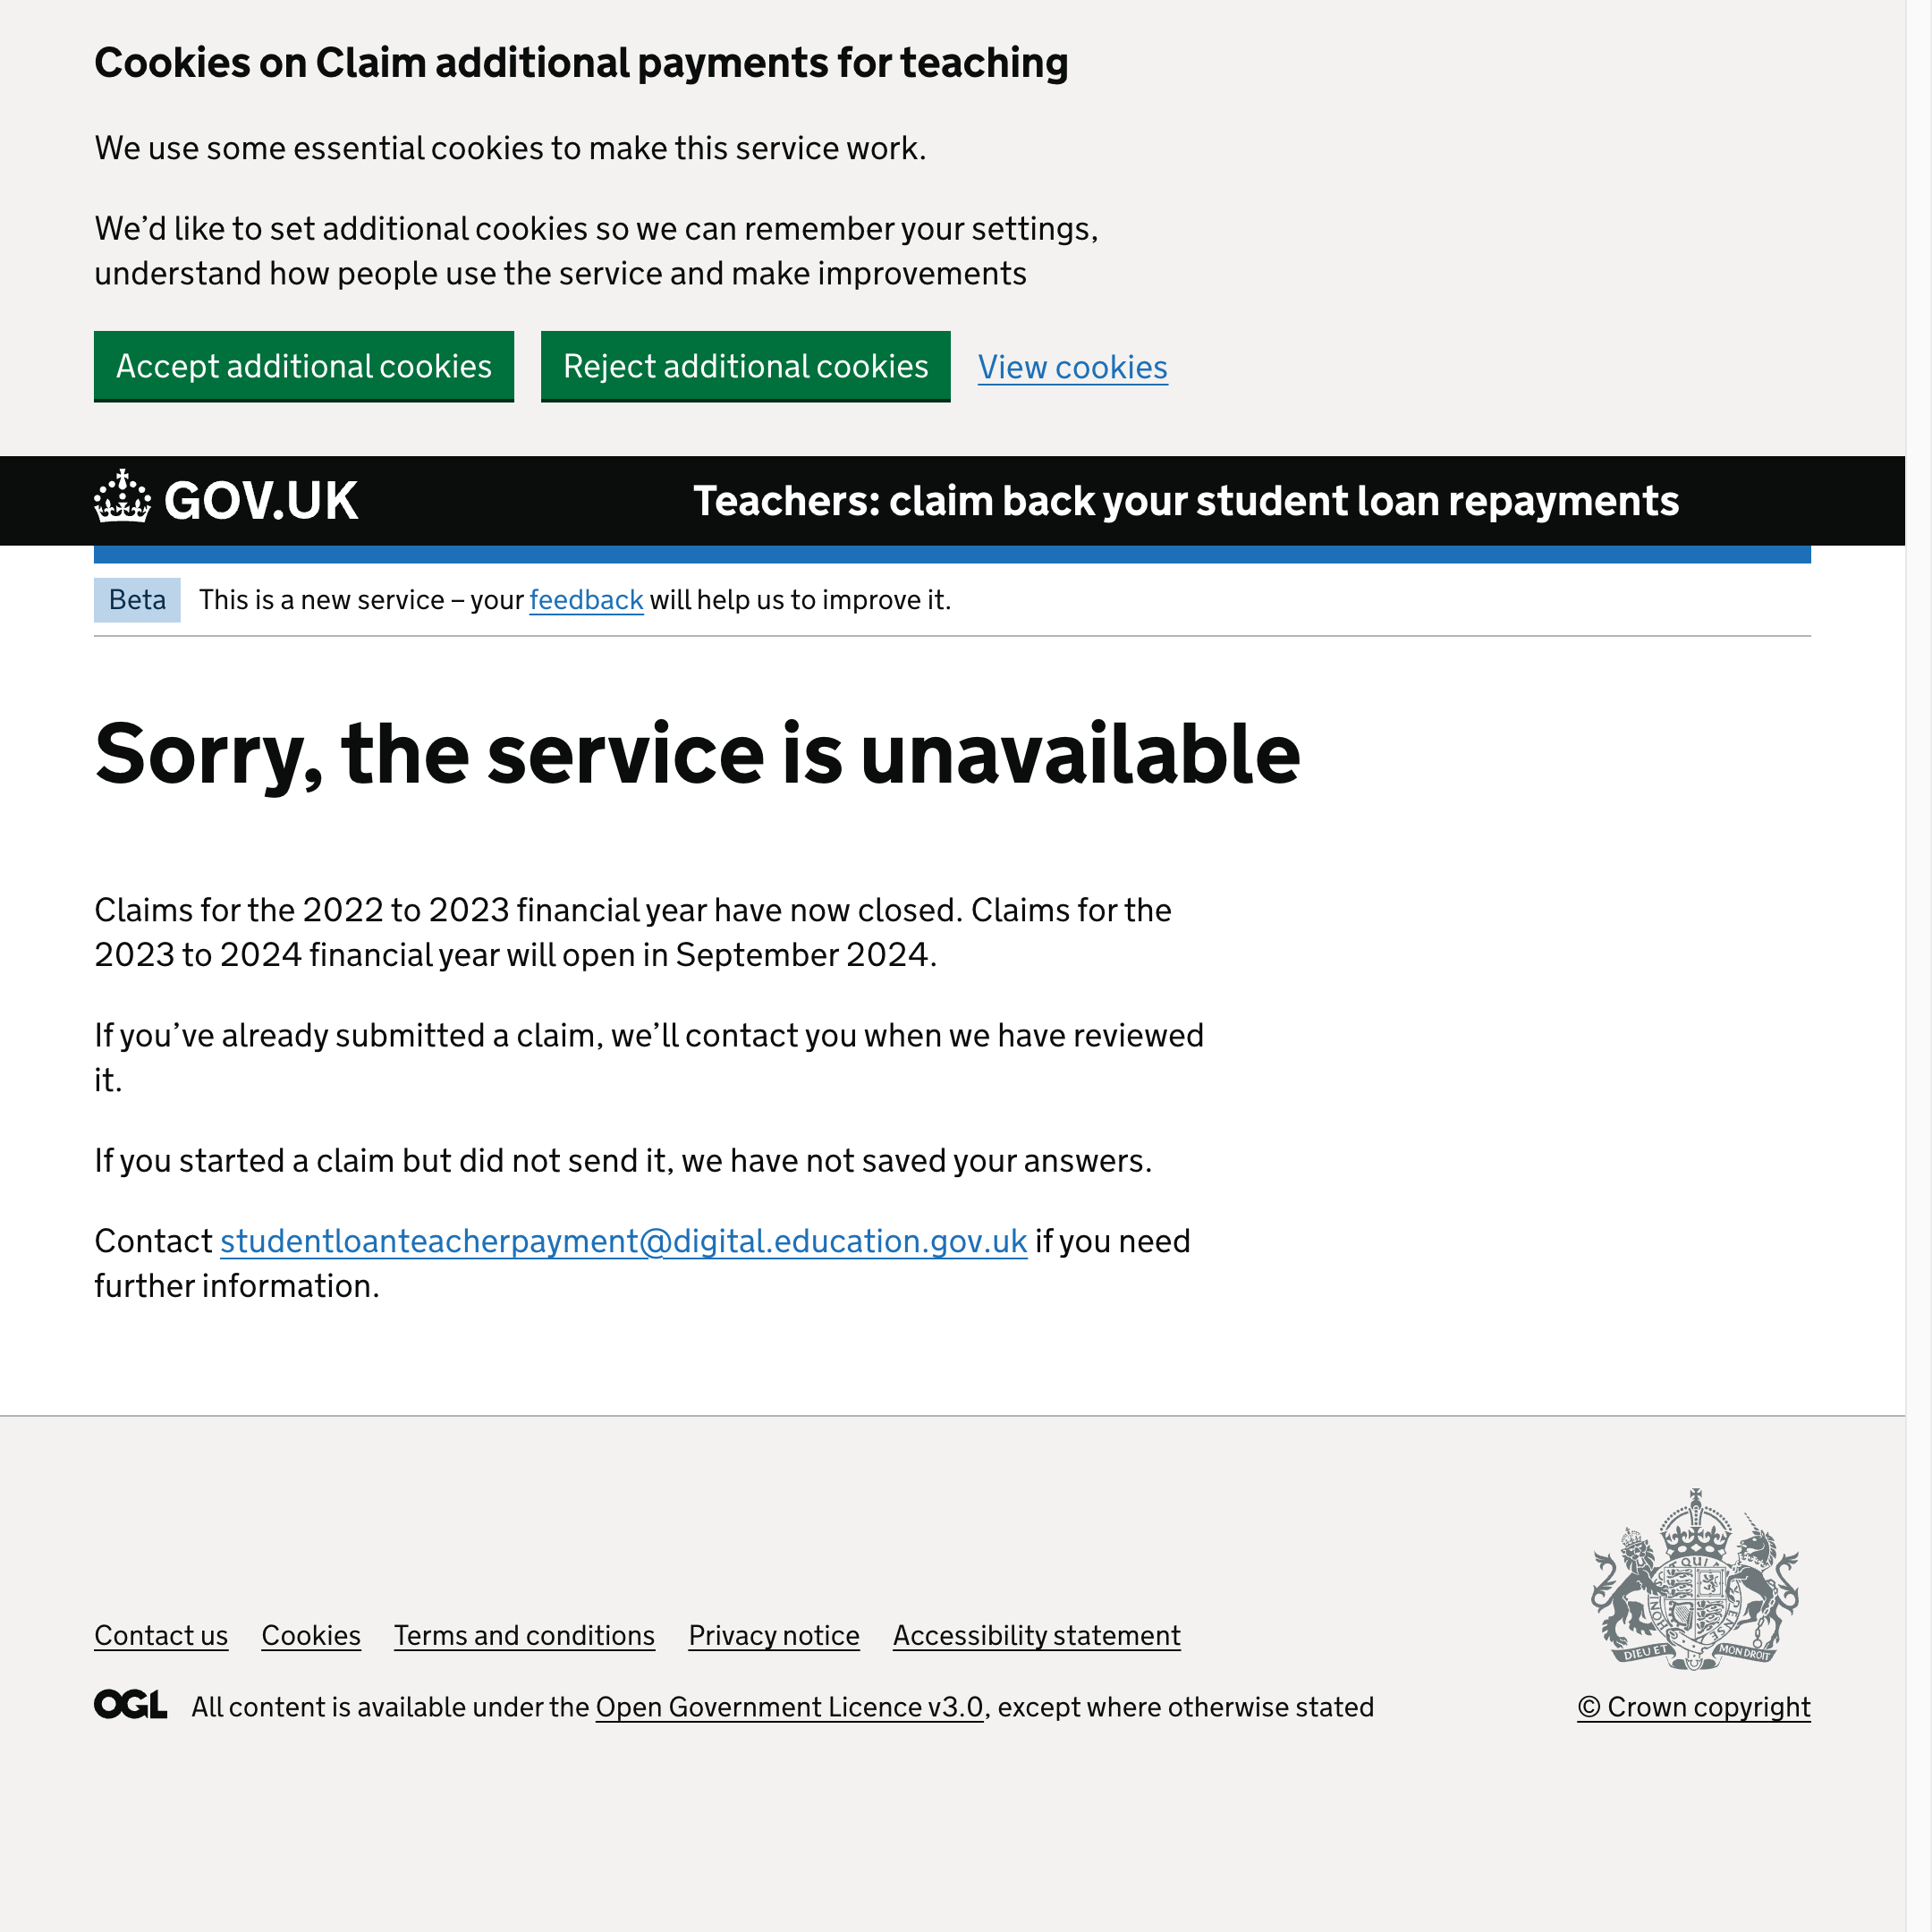 Cookies on Claim additional payments for teaching
We use some essential cookies to make this service work.
We’d like to set additional cookies so we can remember your settings,
understand how people use the service and make improvements
Accept additional cookies Reject additional cookies View cookies
GOV.UK Teachers: claim back your student loan repayments
Beta This is a new service – your feedback will help us to improve it.
Sorry, the service is unavailable
Claims for the 2022 to 2023 financial year have now closed. Claims for the
2023 to 2024 financial year will open in September 2024.
If you’ve already submitted a claim, we’ll contact you when we have reviewed
it.
If you started a claim but did not send it, we have not saved your answers.
Contact studentloanteacherpayment@digital.education.gov.uk if you need
further information.
DIEU ET MON DROIT
Contact us Cookies Terms and conditions Privacy notice Accessibility statement
OGL All content is available under the Open Government Licence v3.0, except where otherwise stated
© Crown copyright